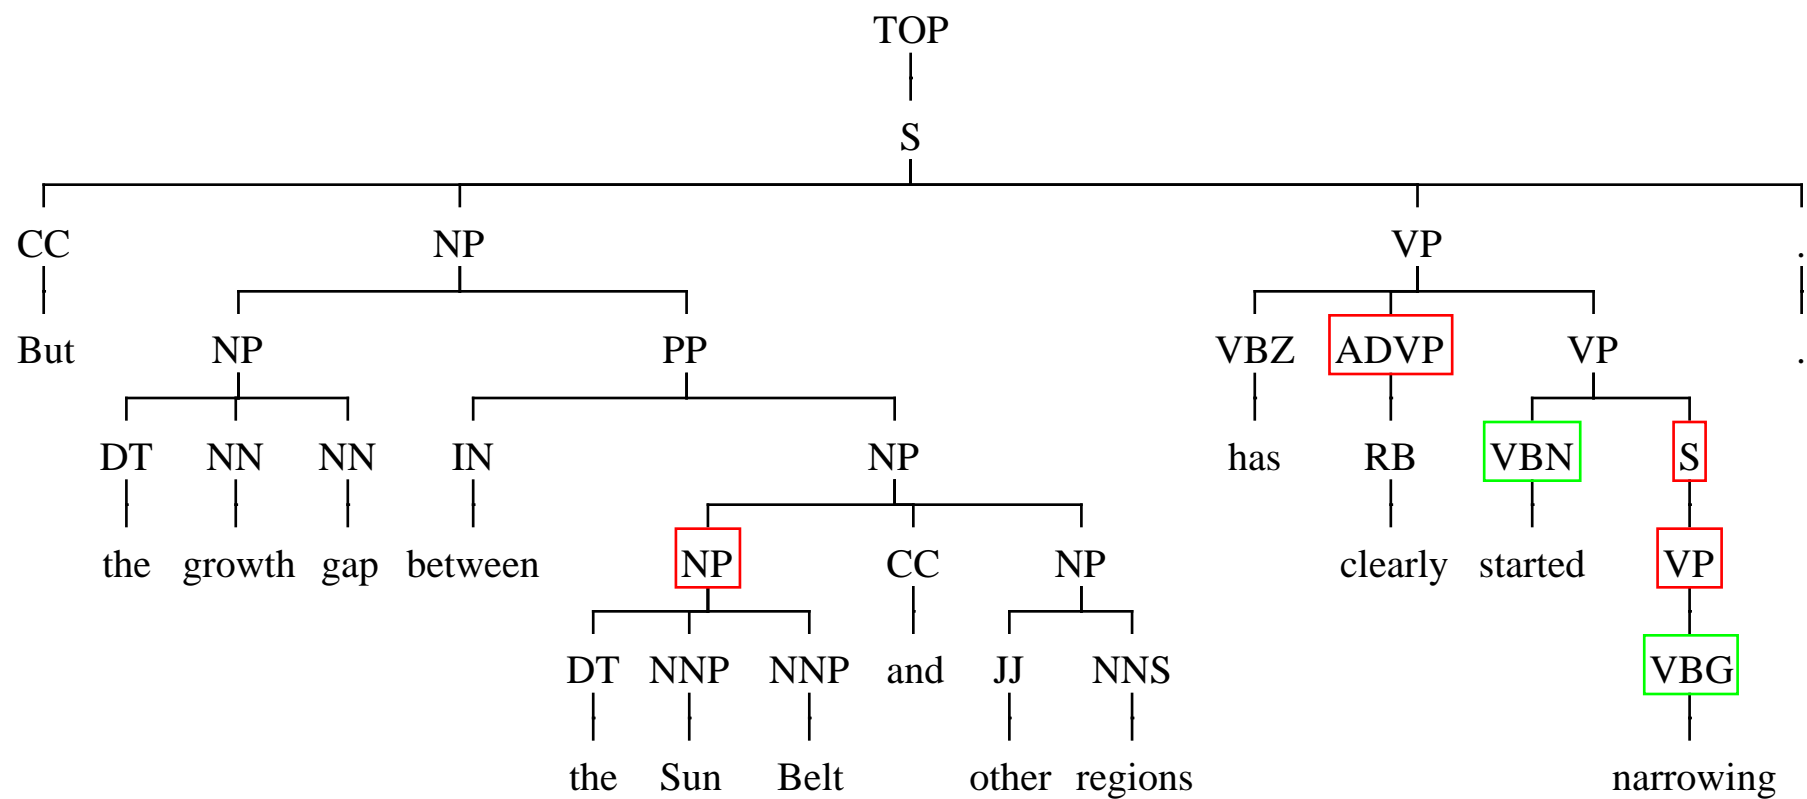 TOP
S
CC NP VP .
But NP PP VBZ ADVP VP .
DT NN NN IN NP has RB VBN S
the growth gap between NP CC NP clearly started VP
DT NNP NNP and JJ NNS VBG
the Sun Belt other regions narrowing